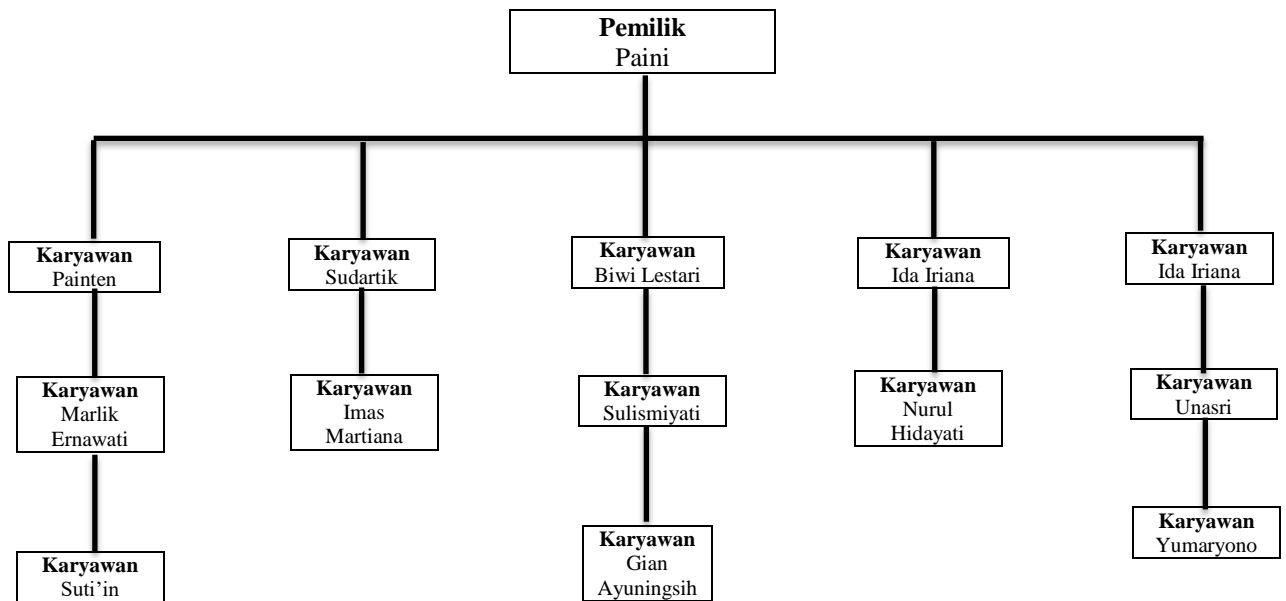 Pemilik
Paini
Karyawan
Painten
Karyawan
Sudartik
Karyawan
Biwi Lestari
Karyawan
Ida Iriana
Karyawan
Ida Iriana
Karyawan
Marlik
Ernawati
Karyawan
Imas
Martiana
Karyawan
Sulismiyati
Karyawan
Nurul
Hidayati
Karyawan
Unasri
Karyawan
Suti’in
Karyawan
Gian
Ayuningsih
Karyawan
Yumaryono